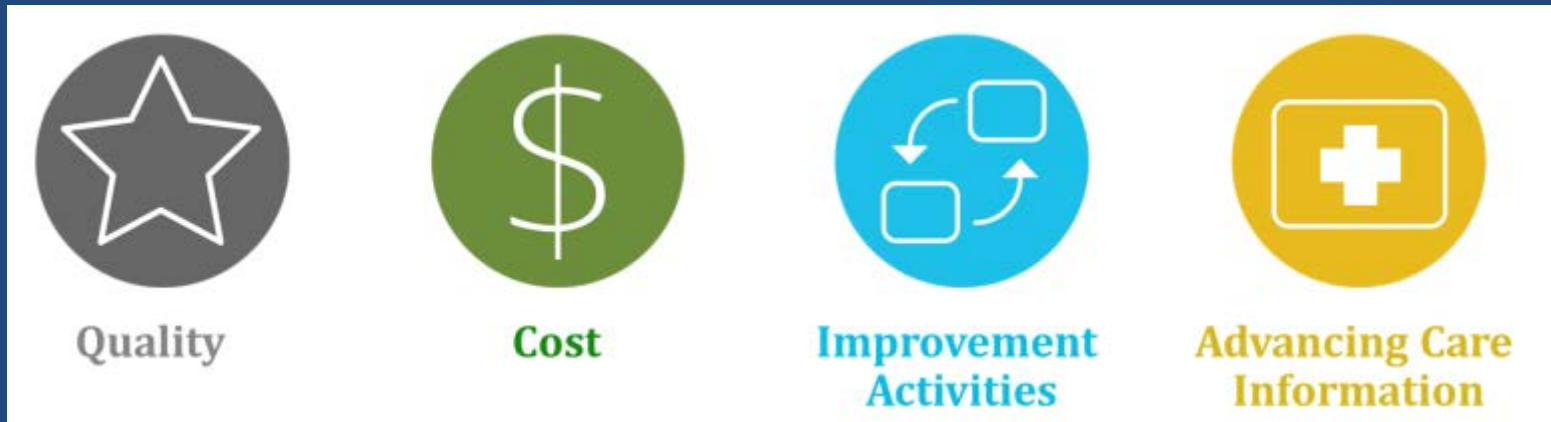 Quality
Cost
Improvement
Activities
Advancing Care
Information